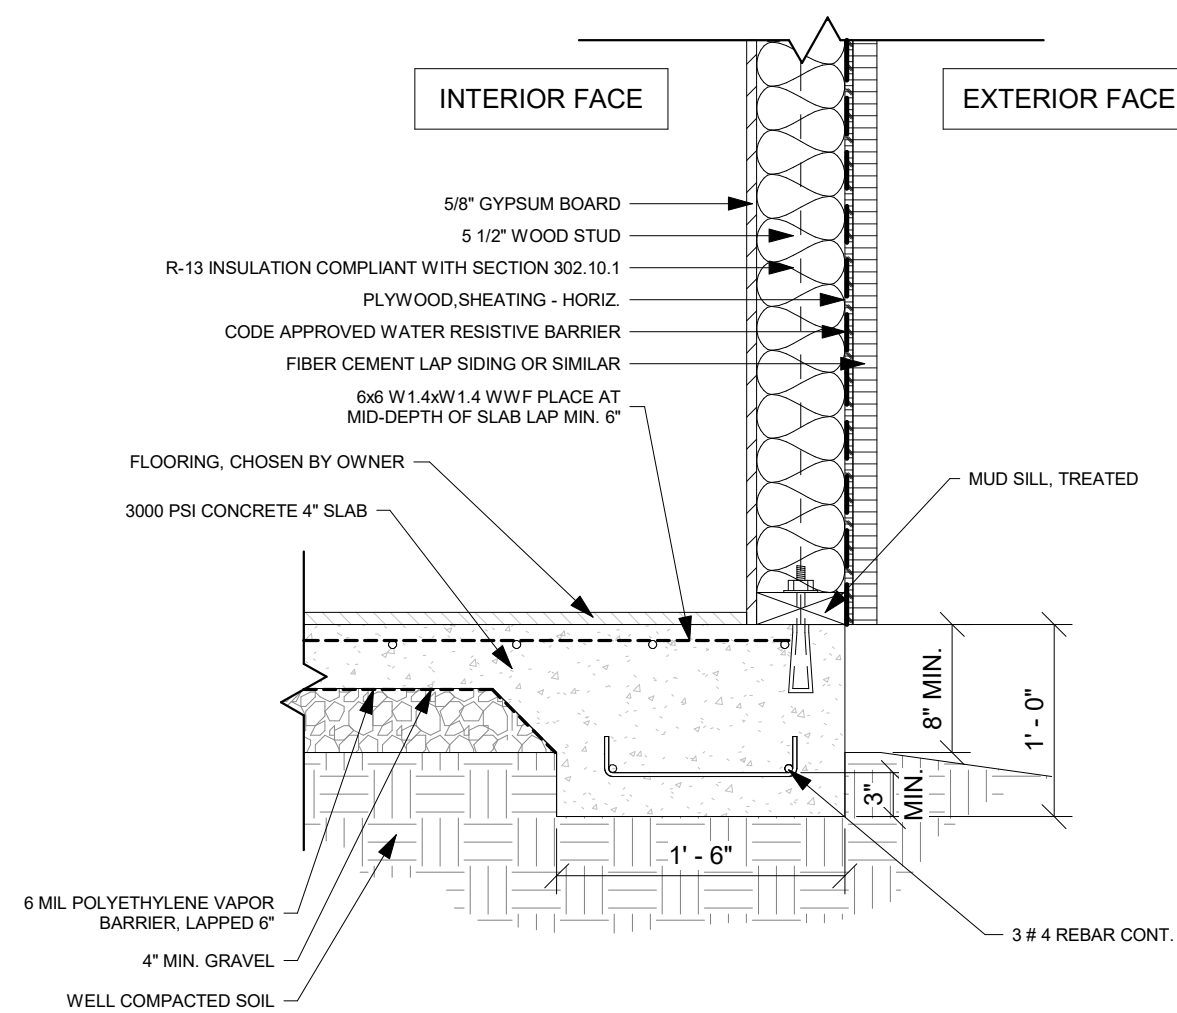 INTERIOR FACE
EXTERIOR FACE
5/8" GYPSUM BOARD
5 1/2" WOOD STUD
R-13 INSULATION COMPLIANT WITH SECTION 302.10.1
PLYWOOD,SHEATING - HORIZ.
CODE APPROVED WATER RESISTIVE BARRIER
FIBER CEMENT LAP SIDING OR SIMILAR
6x6 W1.4xW1.4 WWF PLACE AT
MID-DEPTH OF SLAB LAP MIN. 6"
FLOORING, CHOSEN BY OWNER
3000 PSI CONCRETE 4" SLAB
MUD SILL, TREATED
8" MIN.
1' - 0"
3"
MIN.
1' - 6"
6 MIL POLYETHYLENE VAPOR
BARRIER, LAPPED 6"
4" MIN. GRAVEL
WELL COMPACTED SOIL
3 # 4 REBAR CONT.